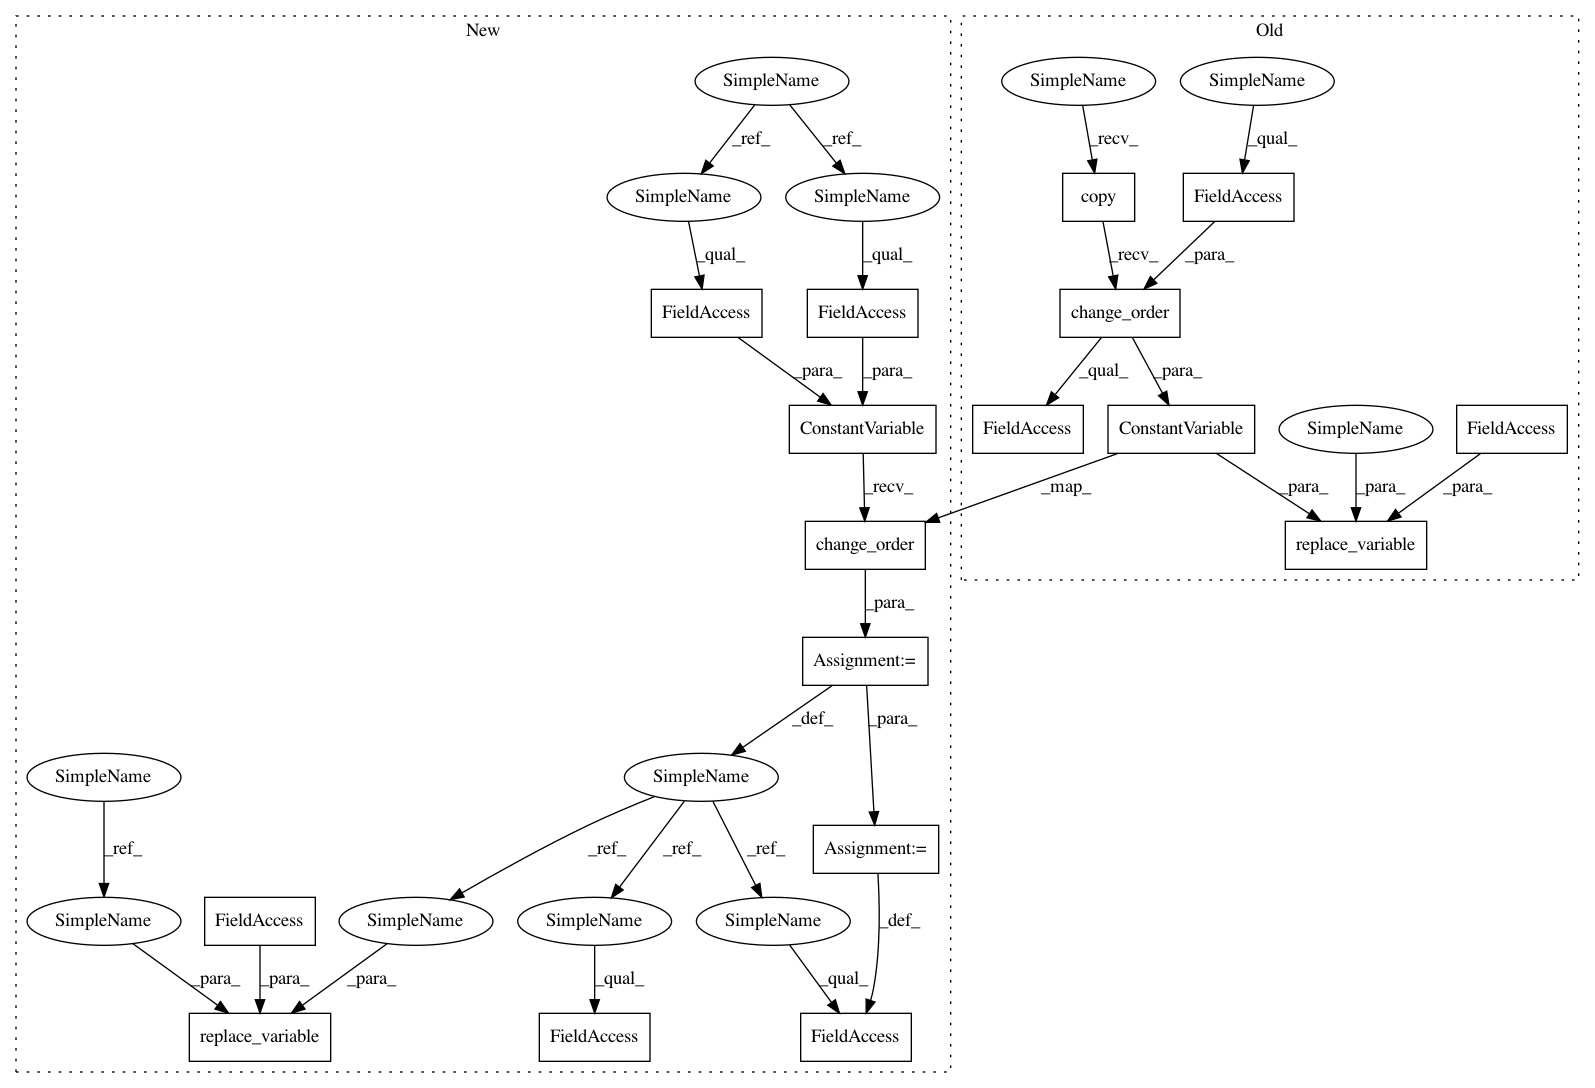 New
Old
SimpleName
SimpleName
SimpleName
_ref_
_ref_
_recv_
_qual_
SimpleName
SimpleName
copy
FieldAccess
_qual_
_qual_
_recv_
_para_
FieldAccess
FieldAccess
change_order
_para_
_para_
_qual_
_para_
ConstantVariable
FieldAccess
ConstantVariable
SimpleName
FieldAccess
_recv_
_map_
_para_
_para_
_para_
change_order
replace_variable
_para_
Assignment:=
_def_
_para_
SimpleName
SimpleName
_ref_
_ref_
_ref_
_ref_
Assignment:=
SimpleName
FieldAccess
SimpleName
SimpleName
SimpleName
_def_
_para_
_para_
_para_
_qual_
_qual_
replace_variable
FieldAccess
FieldAccess